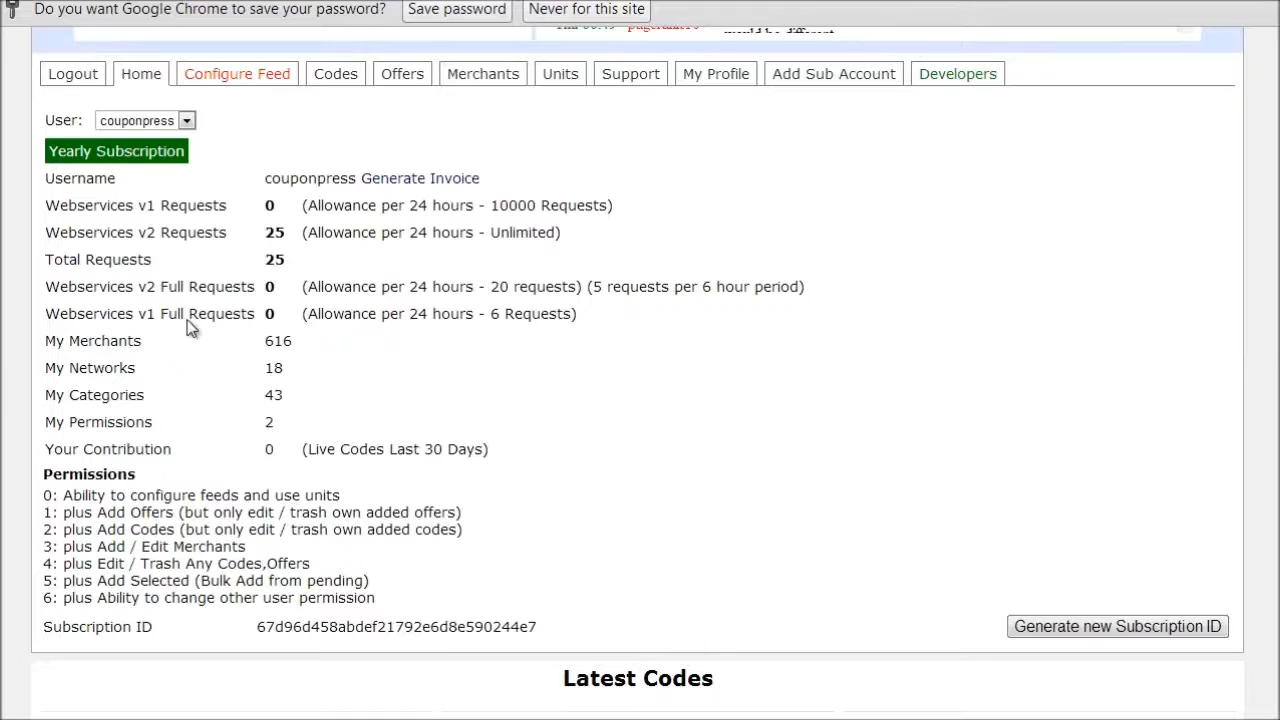 Do you want Google Chrome to save your password? Save password Never for this site
Logout Home Configure Feed Codes Offers Merchants Units Support My Profile Add Sub Account Developers
User: couponpress
Yearly Subscription
Username couponpress Generate Invoice
Webservices v1 Requests 0 (Allowance per 24 hours - 10000 Requests)
Webservices v2 Requests 25 (Allowance per 24 hours - Unlimited)
Total Requests 25
Webservices v2 Full Requests 0 (Allowance per 24 hours - 20 requests) (5 requests per 6 hour period)
Webservices v1 Full Requests 0 (Allowance per 24 hours - 6 Requests)
My Merchants 616
My Networks 18
My Categories 43
My Permissions 2
Your Contribution 0 (Live Codes Last 30 Days)
Permissions
0: Ability to configure feeds and use units
1: plus Add Offers (but only edit / trash own added offers)
2: plus Add Codes (but only edit / trash own added codes)
3: plus Add / Edit Merchants
4: plus Edit / Trash Any Codes,Offers
5: plus Add Selected (Bulk Add from pending)
6: plus Ability to change other user permission
Subscription ID 67d96d458abdef21792e6d8e590244e7 Generate new Subscription ID
Latest Codes